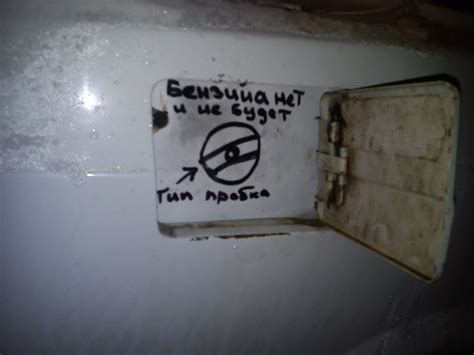 Бензина нет
и не будет
Тип пробка